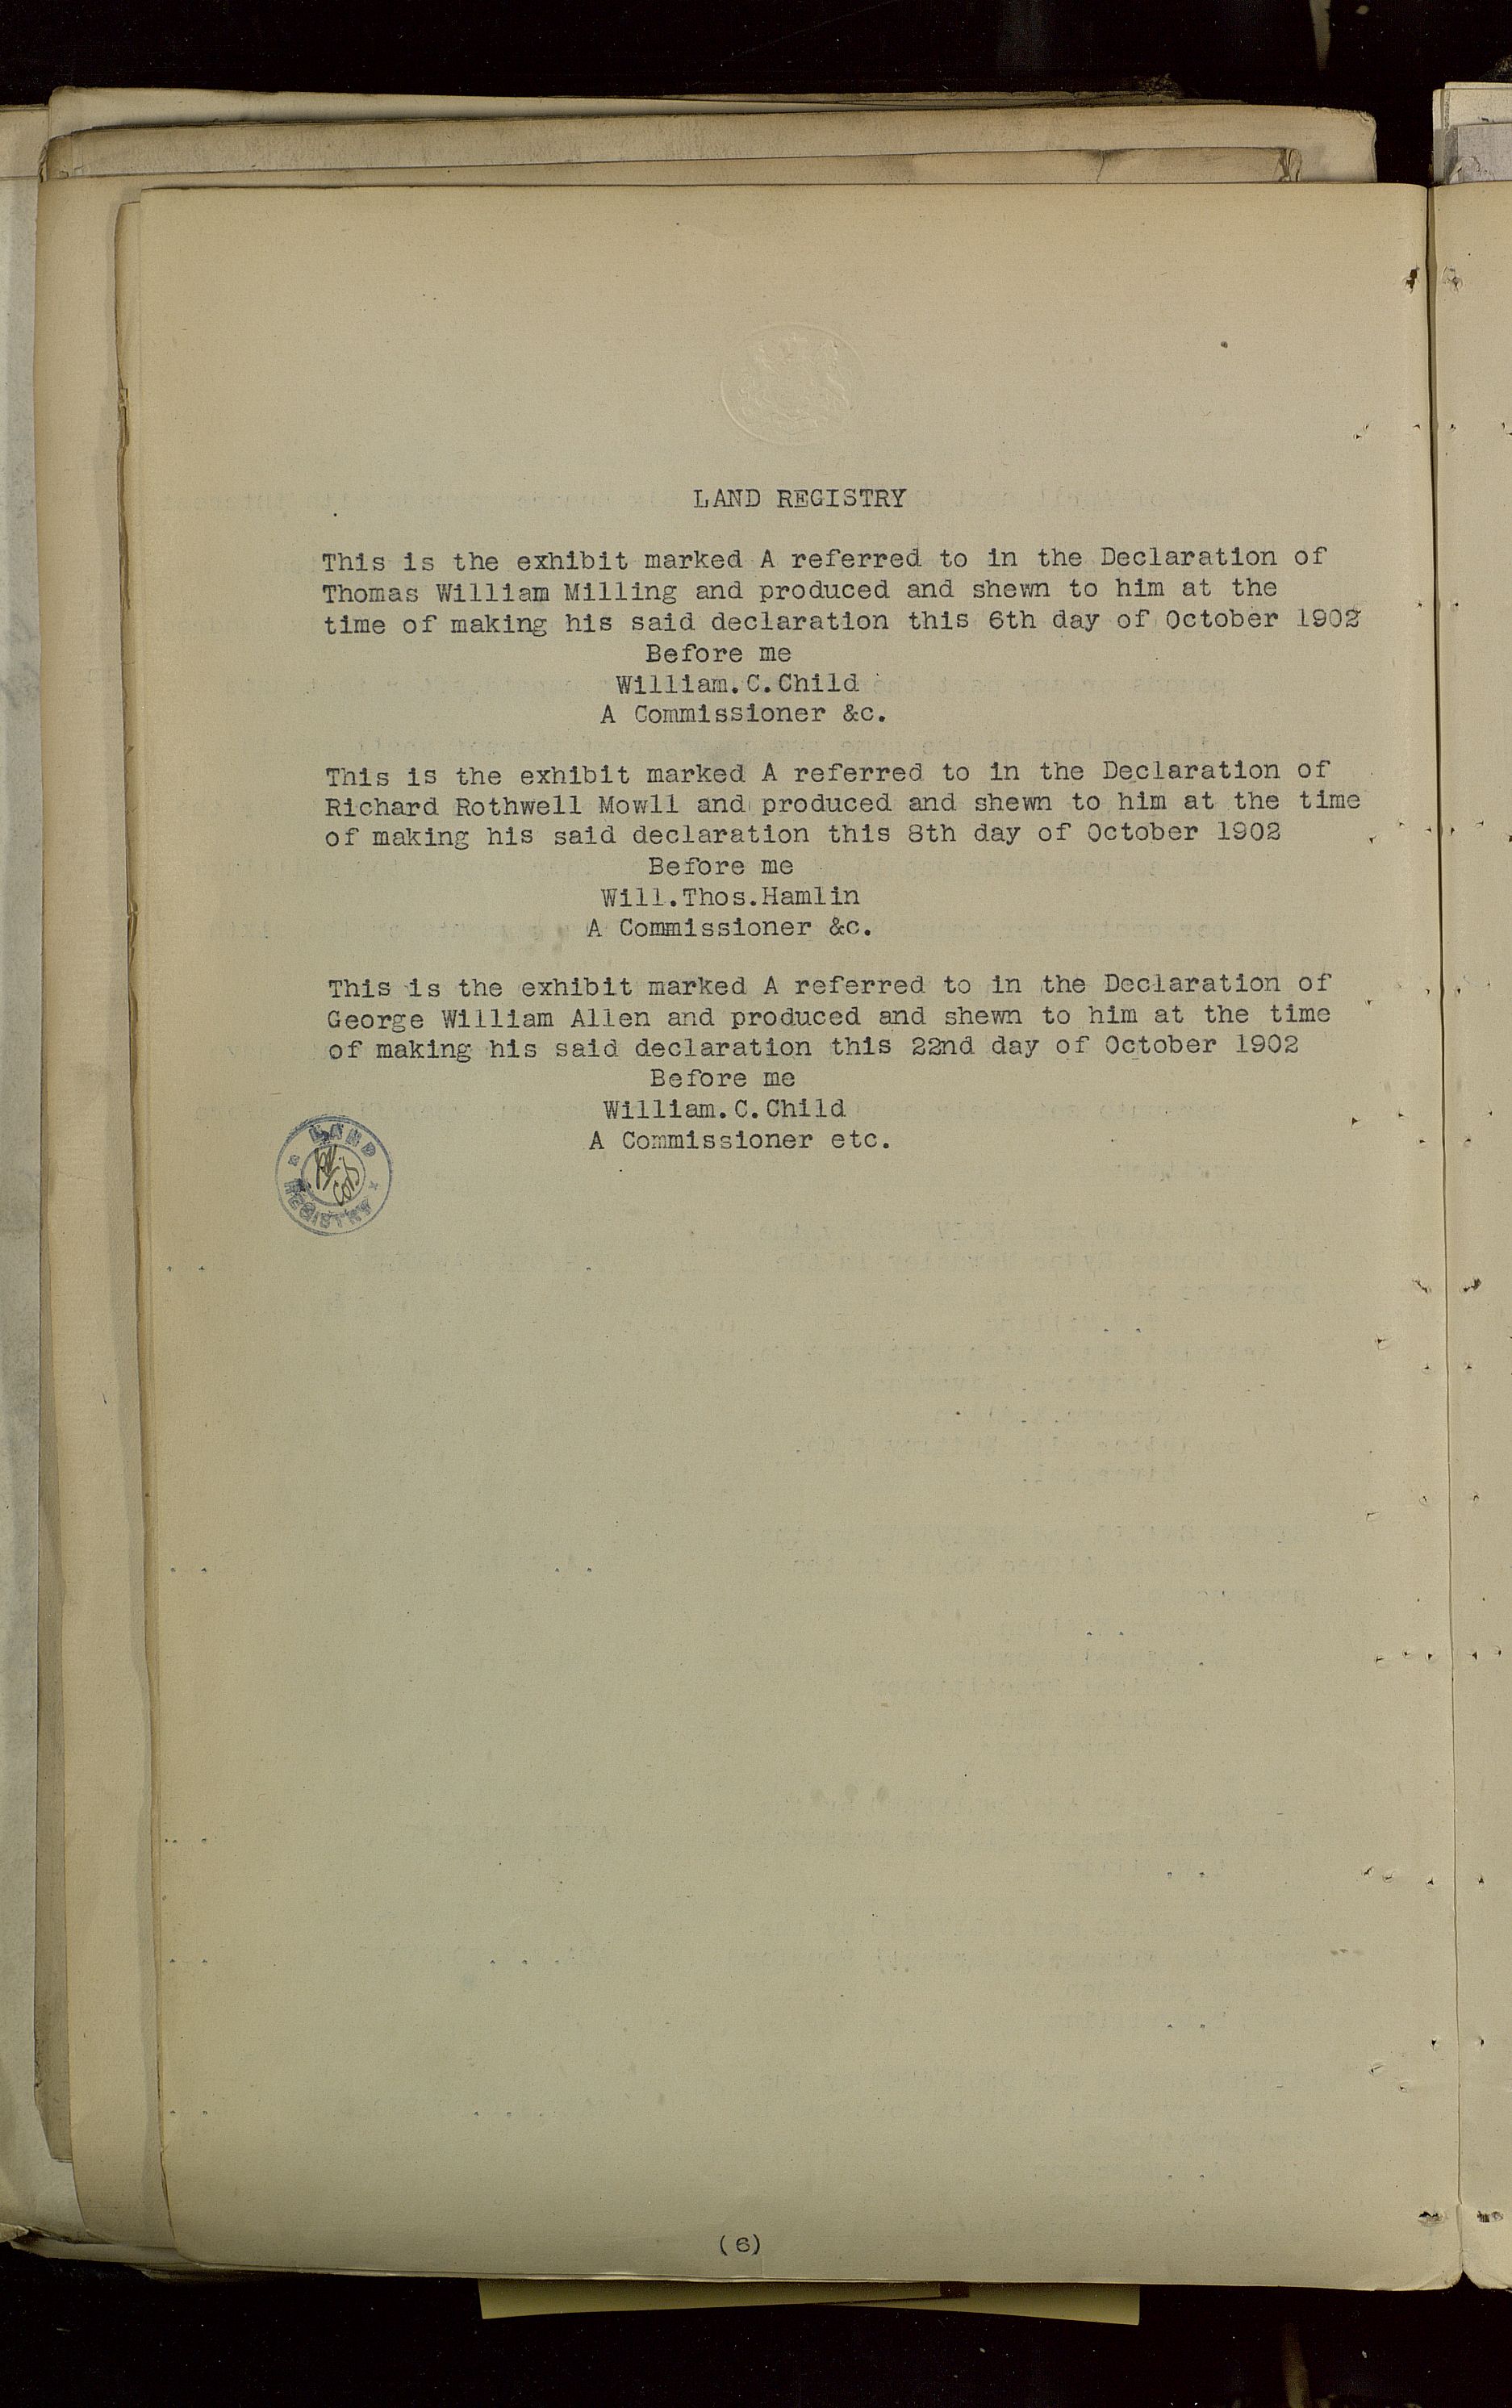 LAND REGISTRY
This is the exhibit marked A referred to in the Declaration of
Thomas William Milling and produced and shewn to him at the
time of making his said declaration this 6th day of October 1902
Before me
William.C.Child
A Commissioner &c.
This is the exhibit marked A referred to in the Declaration of
Richard Rothwell Mowll and produced and shewn to him at the time
of making his said declaration this 8th day of October 1902
Before me
Will.Thos.Hamlin
A Commissioner &c.
This is the exhibit marked A referred to in the Declaration of
George William Allen and produced and shewn to him at the time
of making his said declaration this 22nd day of October 1902
Before me
William.C.Child
A Commissioner etc.
LAND
REGISTRY
(6)